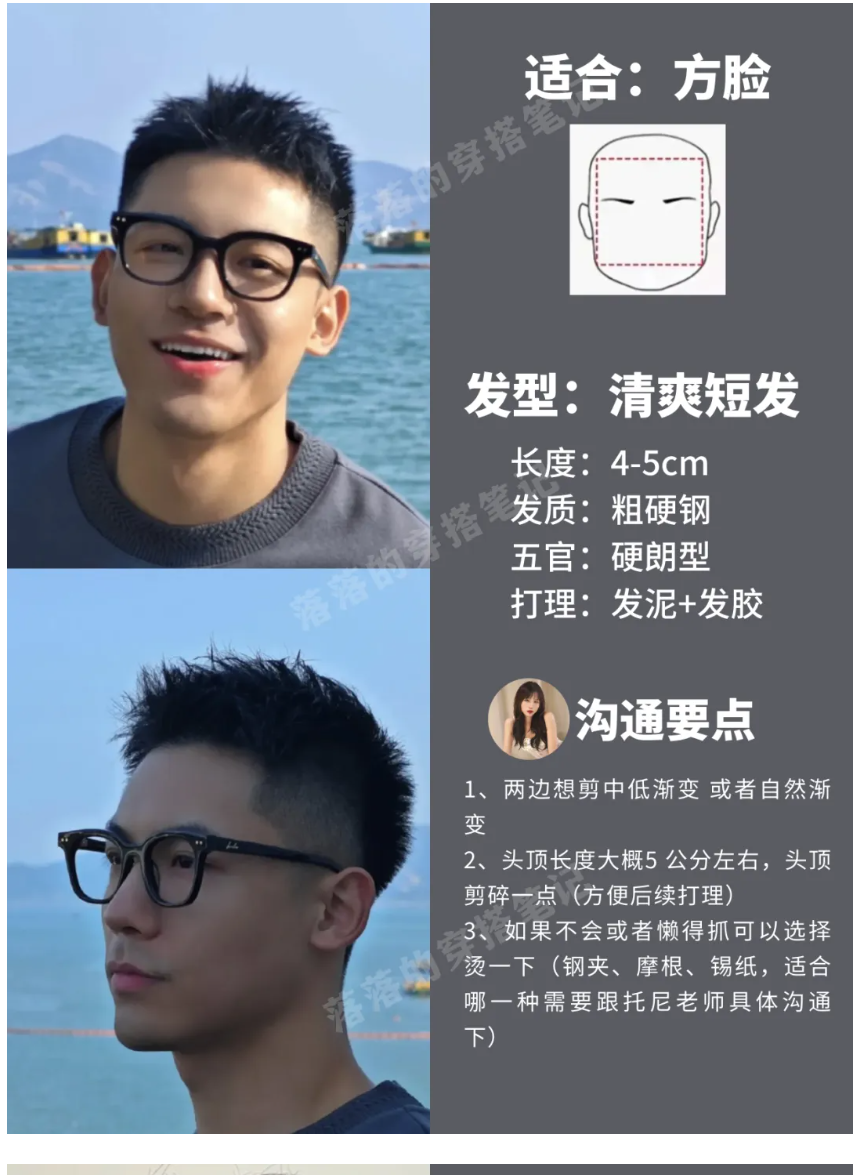 适合：方脸
落落的穿搭笔记
发型：清爽短发
长度：4-5cm
发质：粗硬钢
五官：硬朗型
打理：发泥+发胶
落落的穿搭笔记
沟通要点
1、两边想剪中低渐变 或者自然渐
变
2、头顶长度大概5 公分左右，头顶
剪碎一点（方便后续打理）
3、如果不会或者懒得抓可以选择
烫一下（钢夹、摩根、锡纸，适合
哪一种需要跟托尼老师具体沟通
下）
落落的穿搭笔记